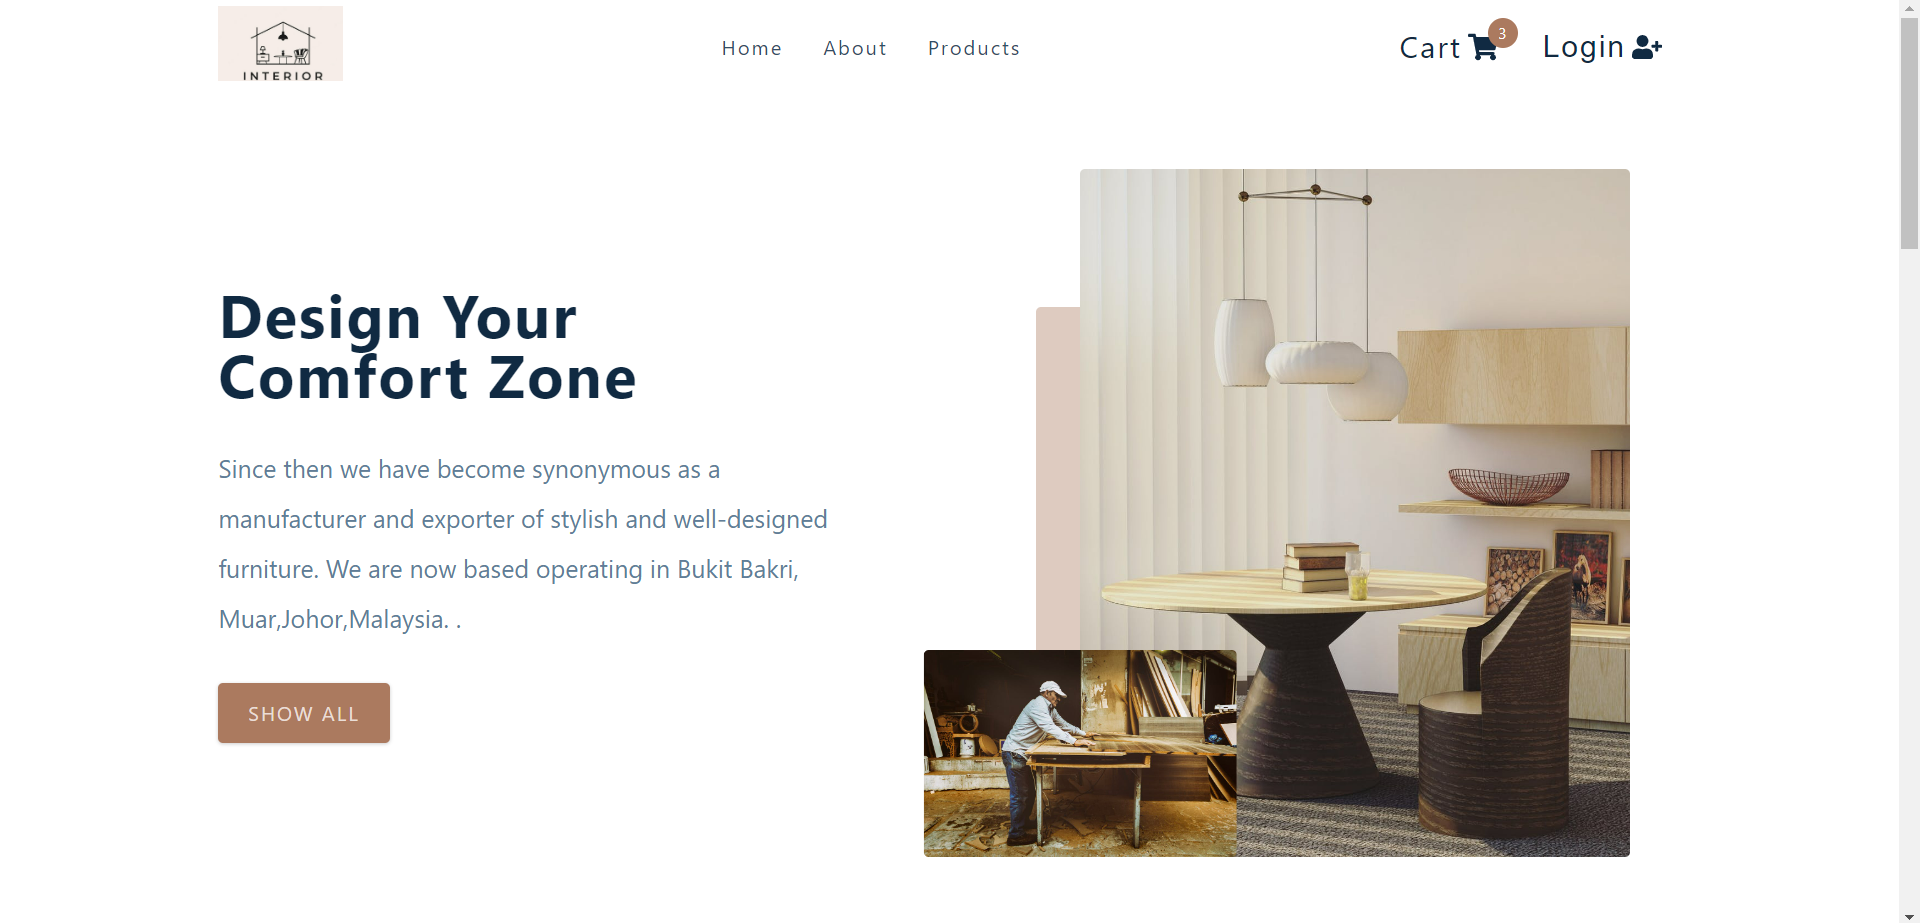 INTERIOR
Home
About
Products
Cart
3
Login
Design Your
Comfort Zone
Since then we have become synonymous as a
manufacturer and exporter of stylish and well-designed
furniture. We are now based operating in Bukit Bakri,
Muar,Johor,Malaysia. .
SHOW ALL